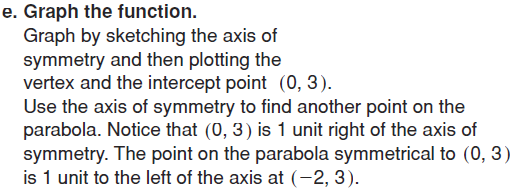 e. Graph the function.
Graph by sketching the axis of
symmetry and then plotting the
vertex and the intercept point (0, 3).
Use the axis of symmetry to find another point on the
parabola. Notice that (0, 3) is 1 unit right of the axis of
symmetry. The point on the parabola symmetrical to (0, 3)
is 1 unit to the left of the axis at (−2, 3).